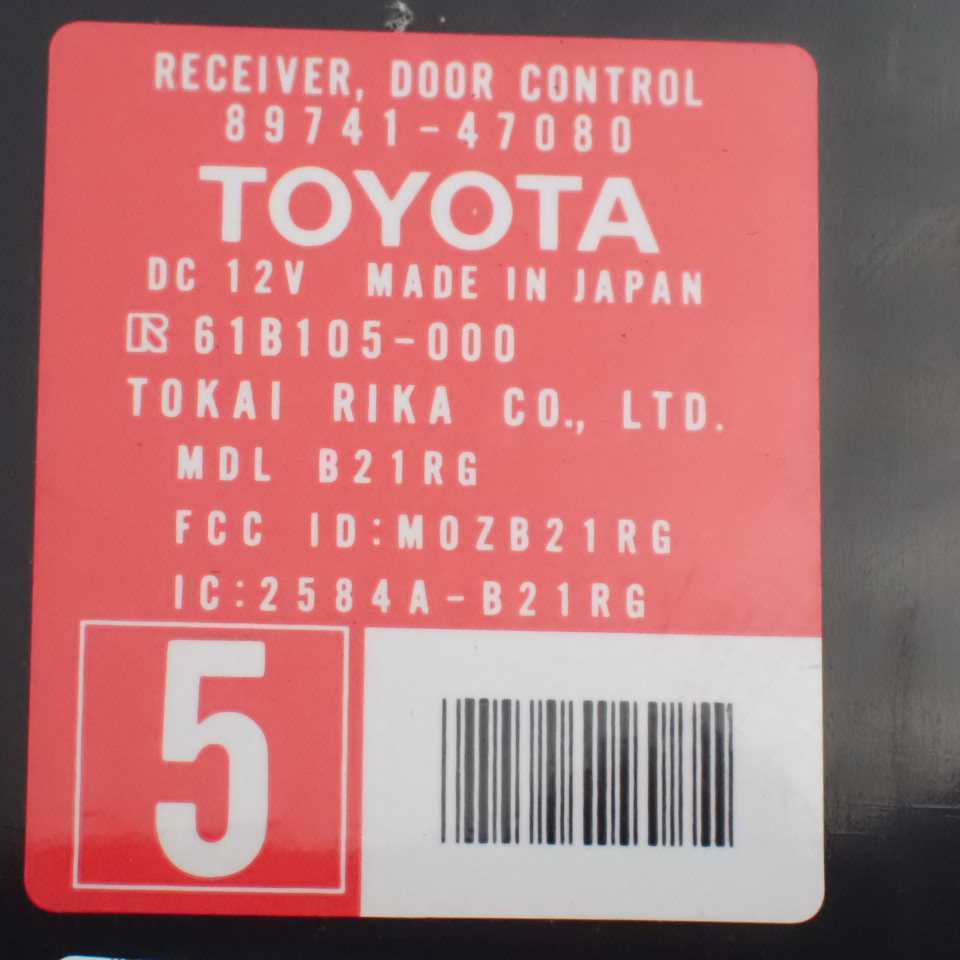 RECEIVER, DOOR CONTROL
89741-47080
TOYOTA
DC 12V MADE IN JAPAN
R 61B105-000
TOKAI RIKA CO., LTD.
MDL B21RG
FCC ID:MOZB21RG
IC:2584A-B21RG
5